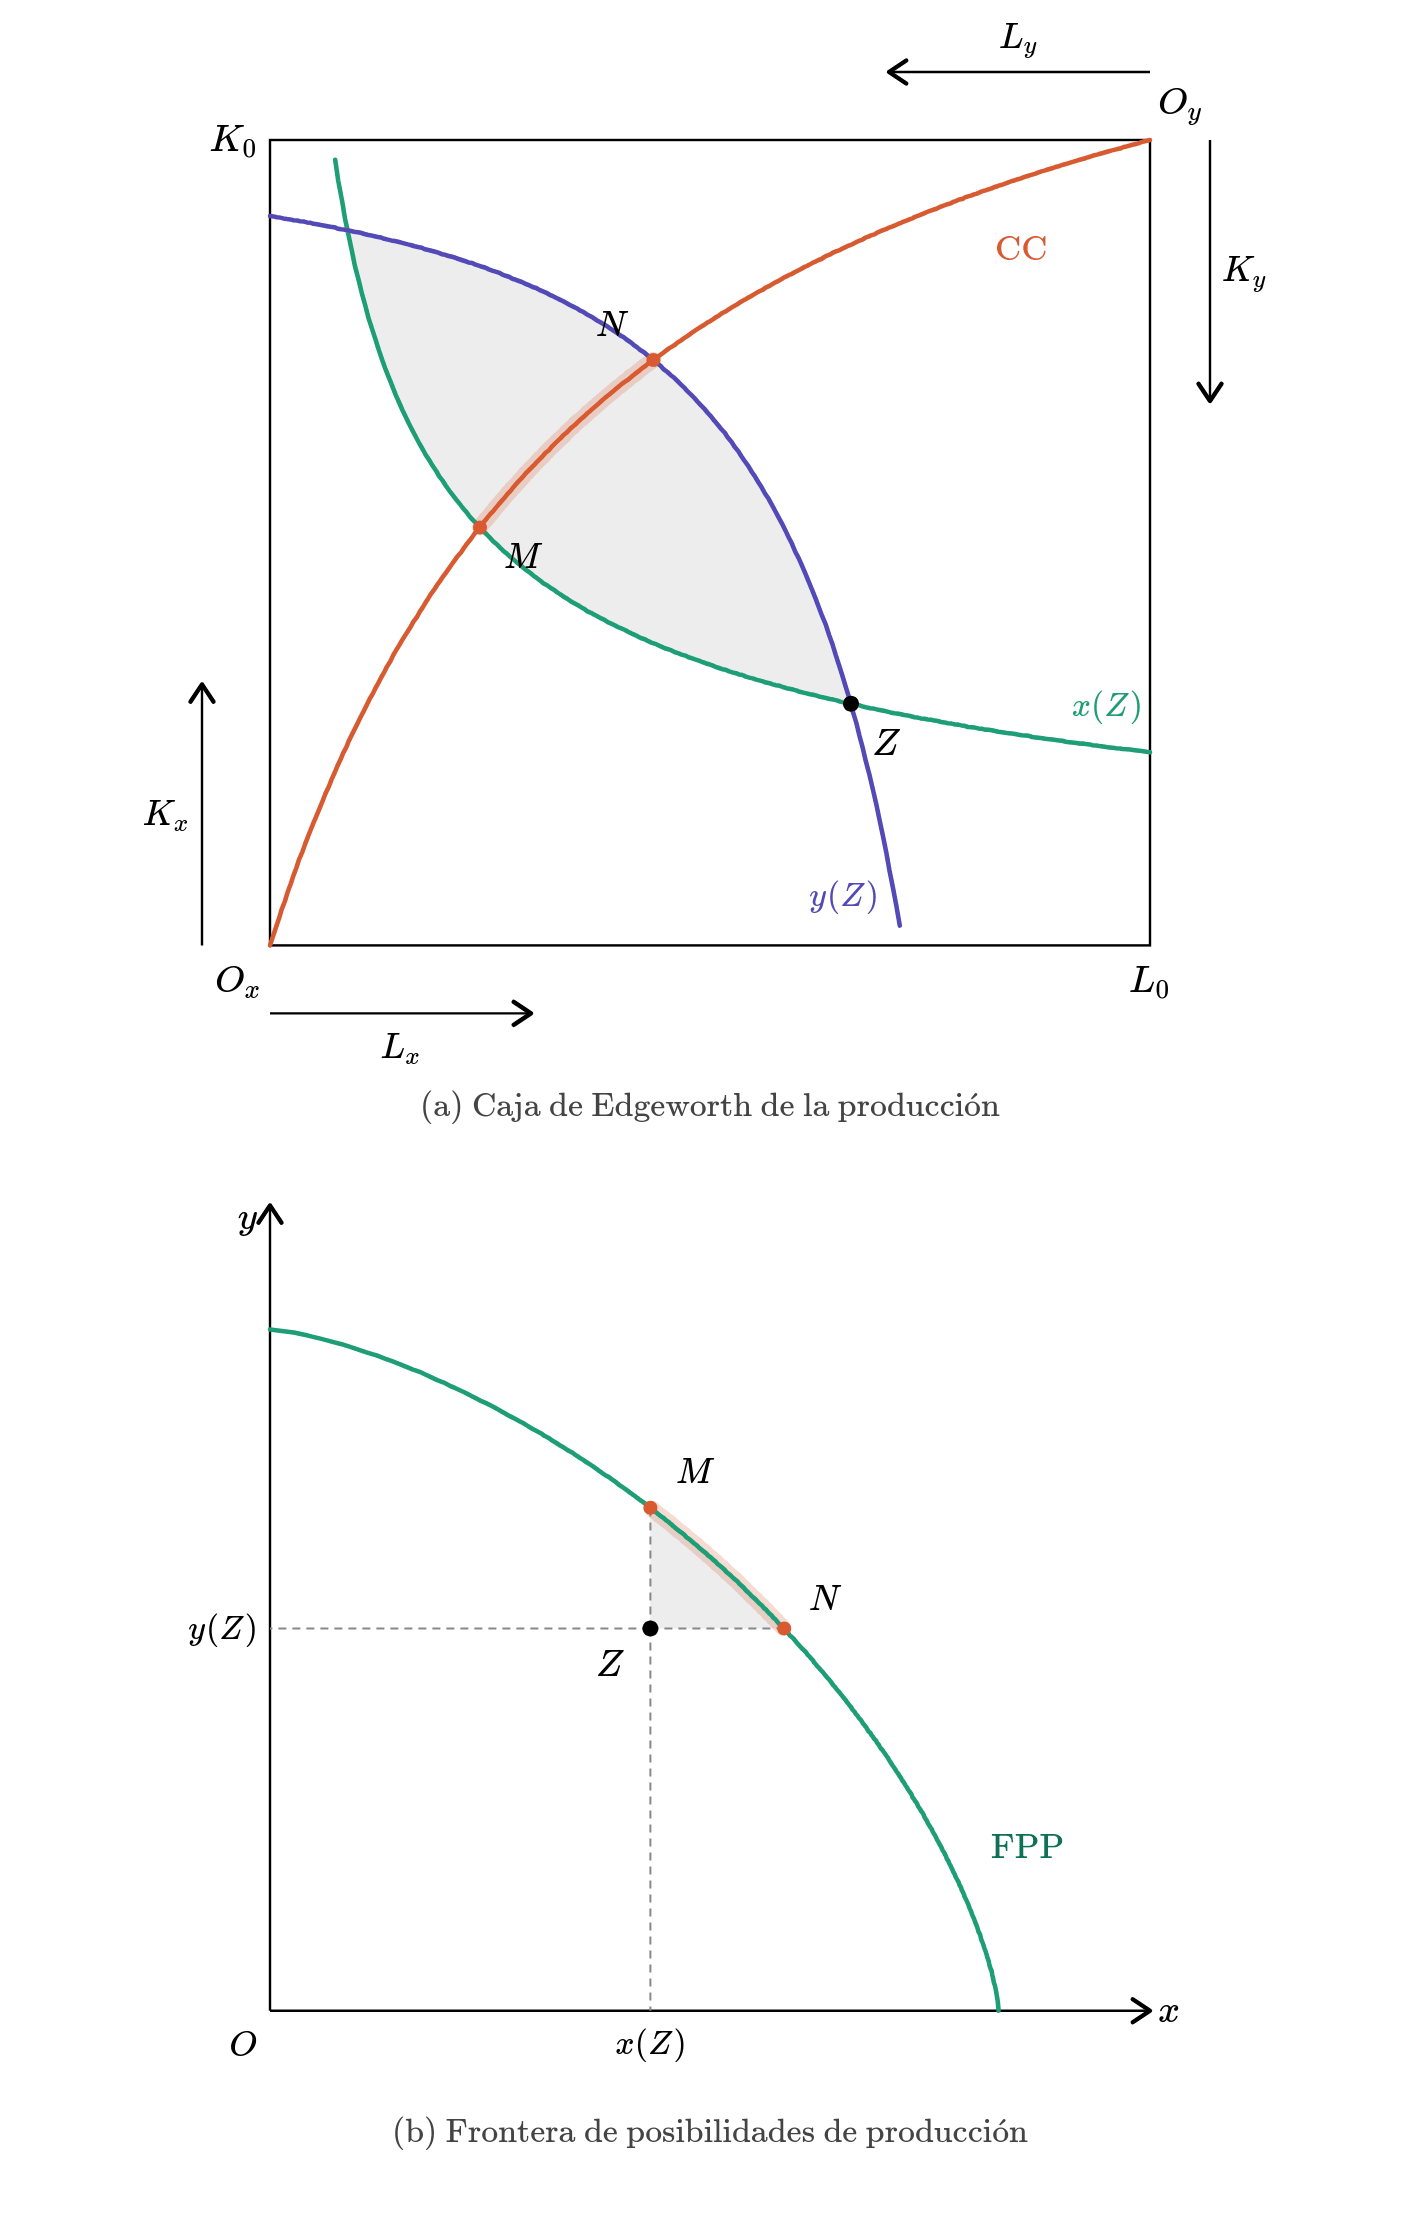 L_y
O_y
K_0
CC
K_y
N
M
x(Z)
Z
K_x
y(Z)
O_x
L_0
L_x
(a) Caja de Edgeworth de la producción
y
M
N
y(Z)
Z
FPP
x
O
x(Z)
(b) Frontera de posibilidades de producción